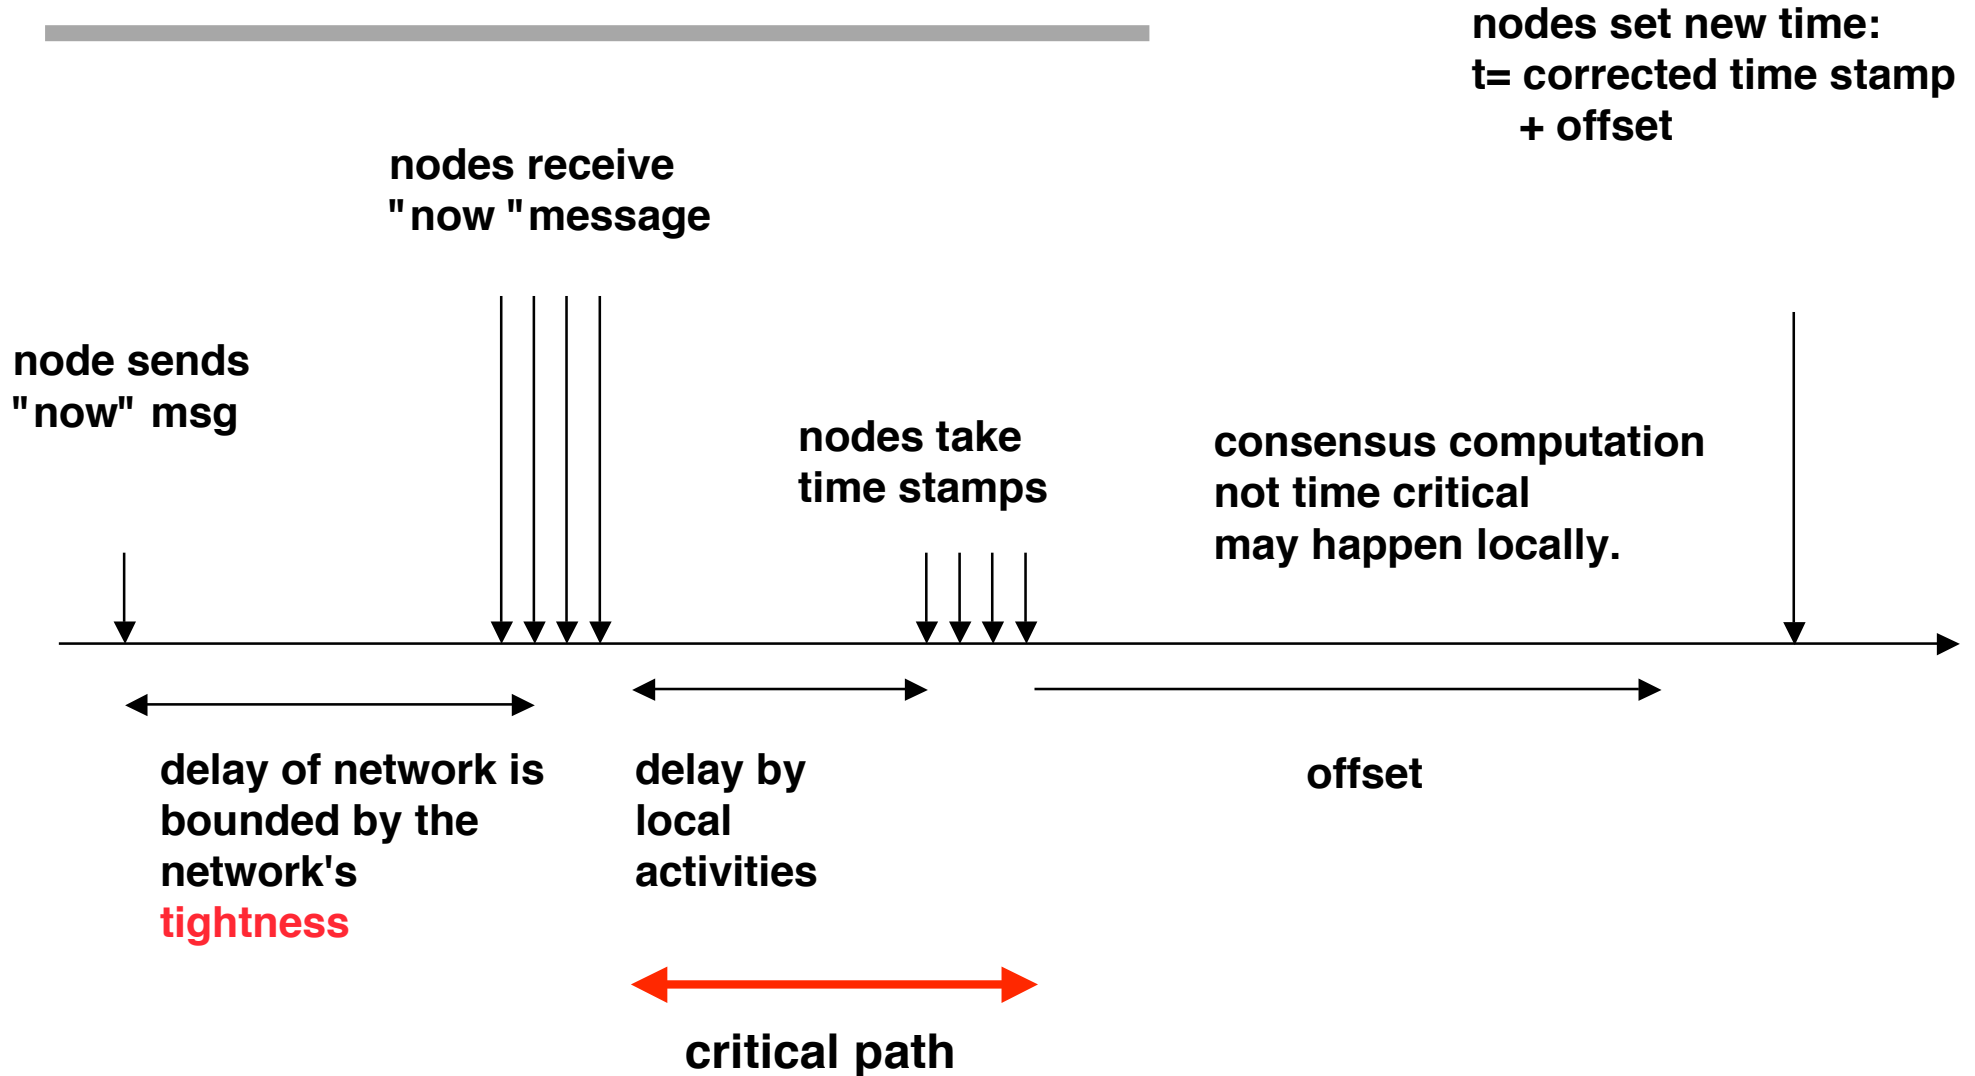 nodes set new time:
t= corrected time stamp
+ offset
nodes receive
"now "message
node sends
"now" msg
nodes take
time stamps
consensus computation
not time critical
may happen locally.
delay of network is
bounded by the
network's
tightness
delay by
local
activities
offset
critical path